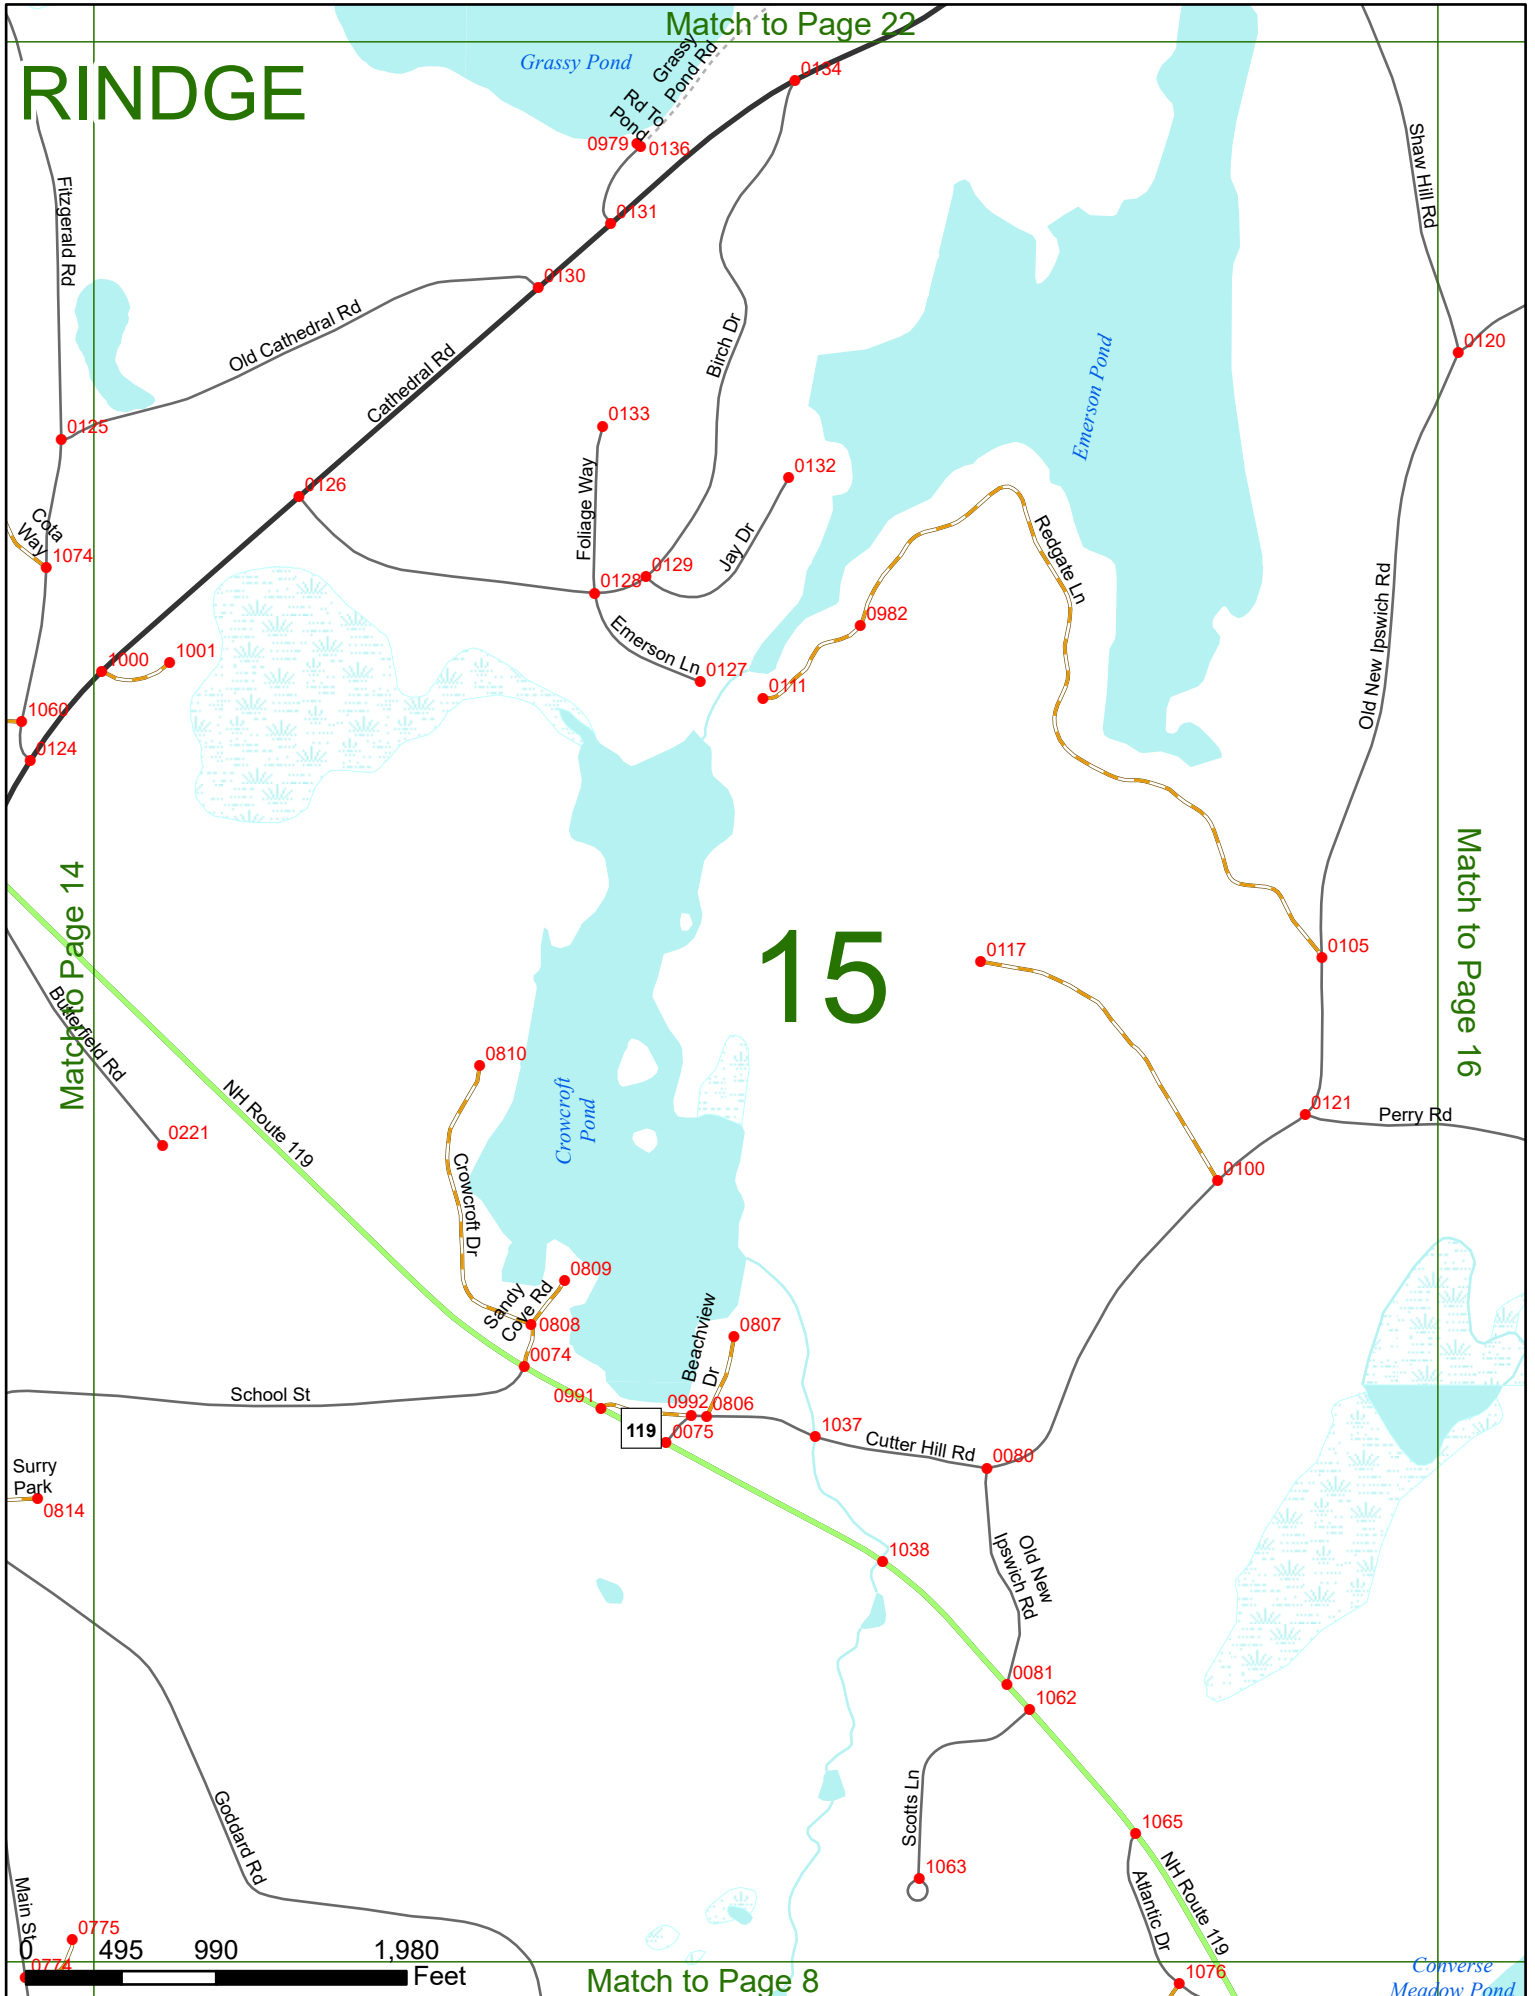 Match to Page 22
RINDGE
Grassy Pond
Grassy
Pond Rd
Rd To
Pond
0134
0979
0136
0131
0130
Fitzgerald Rd
Shaw Hill Rd
Old Cathedral Rd
Cathedral Rd
Birch Dr
Emerson Pond
0120
0125
0133
0132
0126
Foliage Way
Jay Dr
Cota
Way
1074
0128
0129
Redgate Ln
0982
Emerson Ln
0127
0111
1000
1001
1060
0124
Old New Ipswich Rd
Match to Page 14
Match to Page 16
15
0117
0105
Butterfield Rd
0221
NH Route 119
0810
Crowcroft
Pond
Crowcroft Dr
0121
Perry Rd
0100
0809
Sandy
Cove Rd
0808
0074
Beachview
Dr
0807
School St
0991
0992
0806
119
0075
1037
Cutter Hill Rd
0080
Surry
Park
0814
1038
Old New
Ipswich Rd
0081
1062
Scotts Ln
1063
1065
Atlantic Dr
NH Route 119
1076
Goddard Rd
Main St
0775
0774
0
495
990
1,980
Feet
Match to Page 8
Converse
Meadow Pond